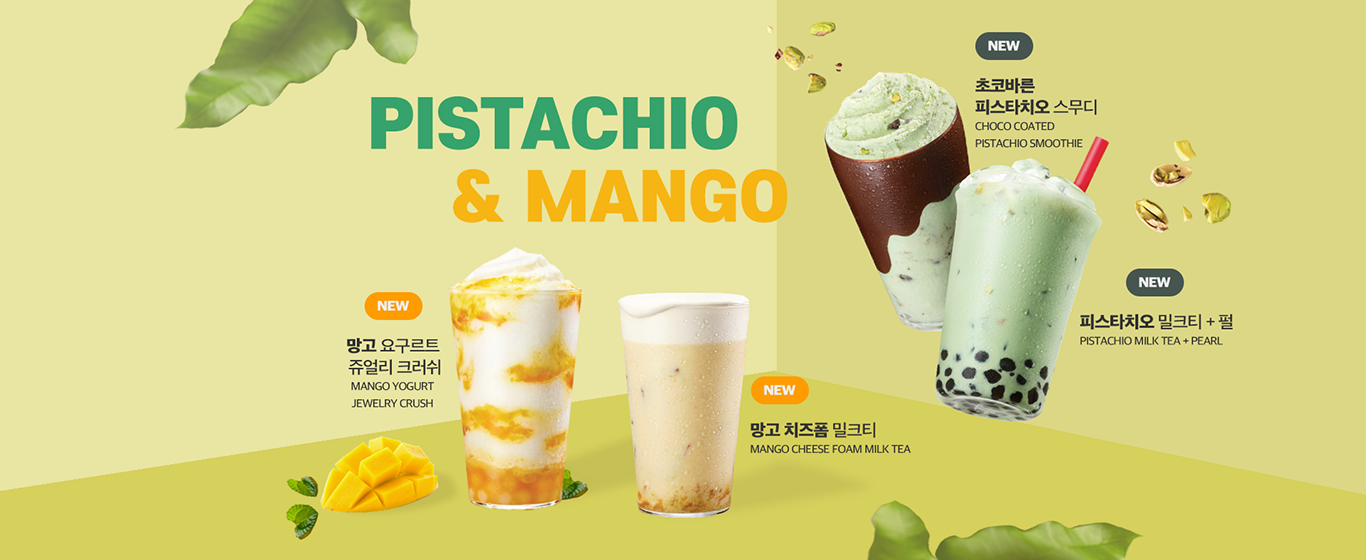 PISTACHIO
& MANGO
NEW
망고 요구르트
쥬얼리 크러쉬
MANGO YOGURT
JEWELRY CRUSH
NEW
망고 치즈폼 밀크티
MANGO CHEESE FOAM MILK TEA
NEW
초코바른
피스타치오 스무디
CHOCO COATED
PISTACHIO SMOOTHIE
NEW
피스타치오 밀크티 + 펄
PISTACHIO MILK TEA + PEARL